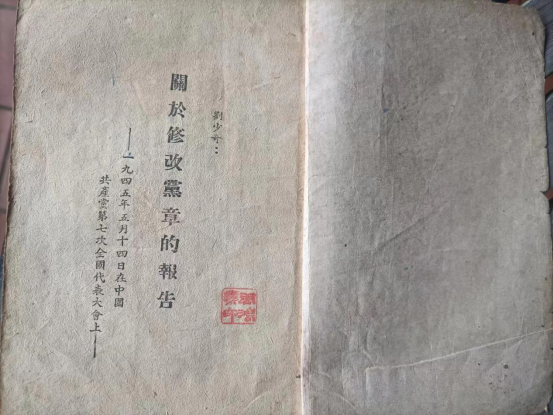 劉少奇：
關於修改黨章的報告
——一九四五年五月十四日在中國
共產黨第七次全國代表大會上——